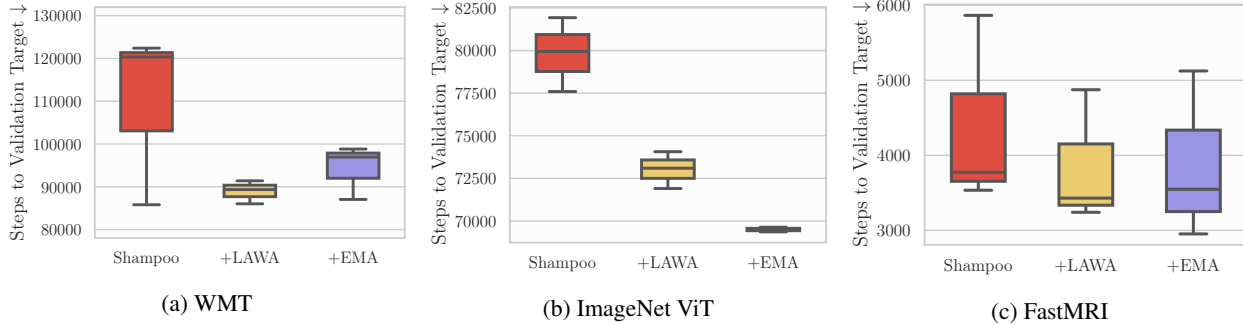 Steps to Validation Target ↓
130000
120000
110000
100000
90000
80000
Shampoo +LAWA +EMA
(a) WMT
Steps to Validation Target ↓
82500
80000
77500
75000
72500
70000
Shampoo +LAWA +EMA
(b) ImageNet ViT
Steps to Validation Target ↓
6000
5000
4000
3000
Shampoo +LAWA +EMA
(c) FastMRI